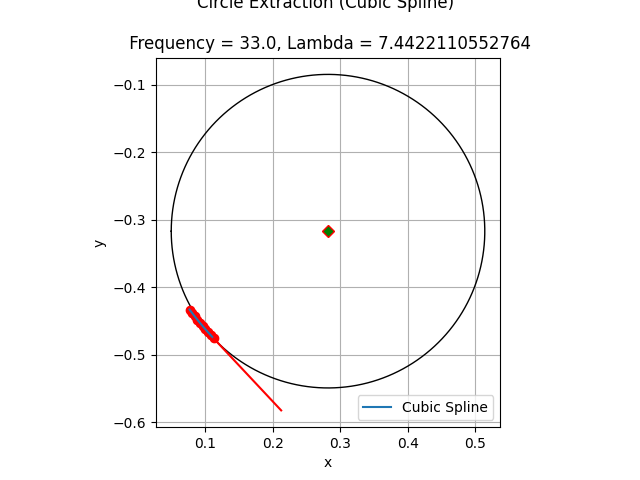 Circle Extraction (Cubic Spline)
Frequency = 33.0, Lambda = 7.4422110552764
−0.1
−0.2
−0.3
−0.4
−0.5
−0.6
y
0.1 0.2 0.3 0.4 0.5
x
Cubic Spline